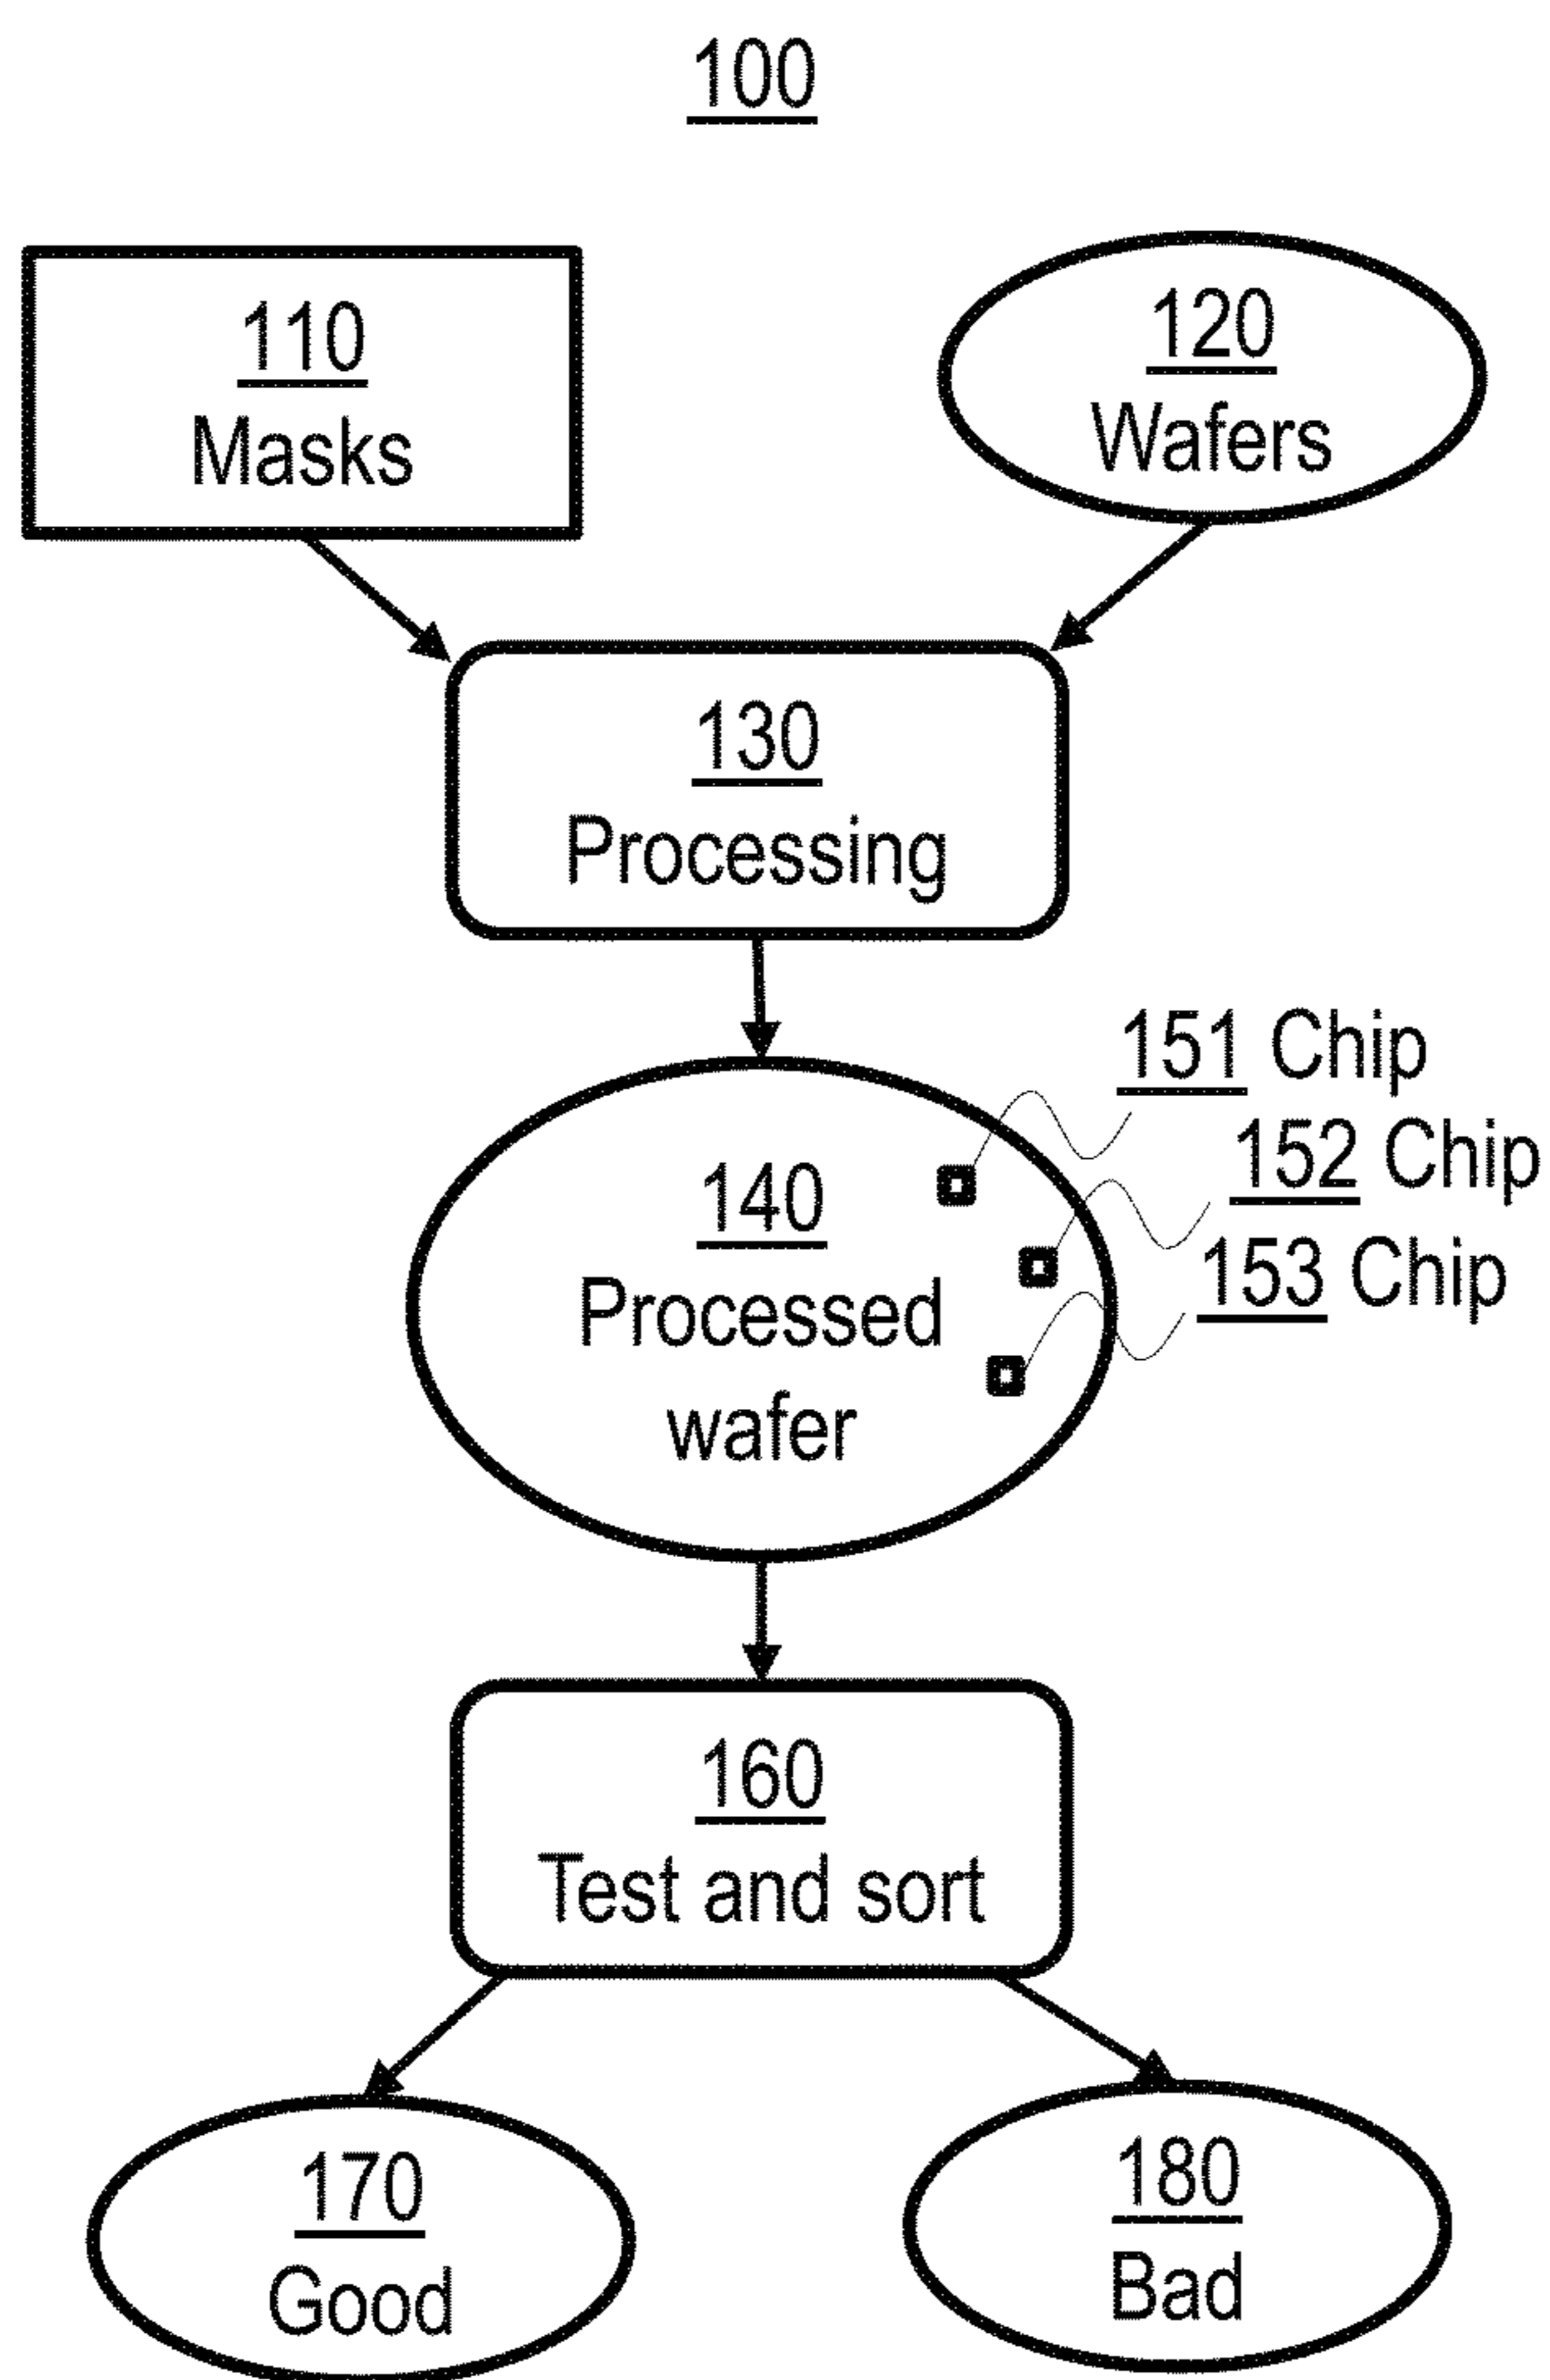 100
110
Masks
120
Wafers
130
Processing
151 Chip
152 Chip
153 Chip
140
Processed
wafer
160
Test and sort
170
Good
180
Bad